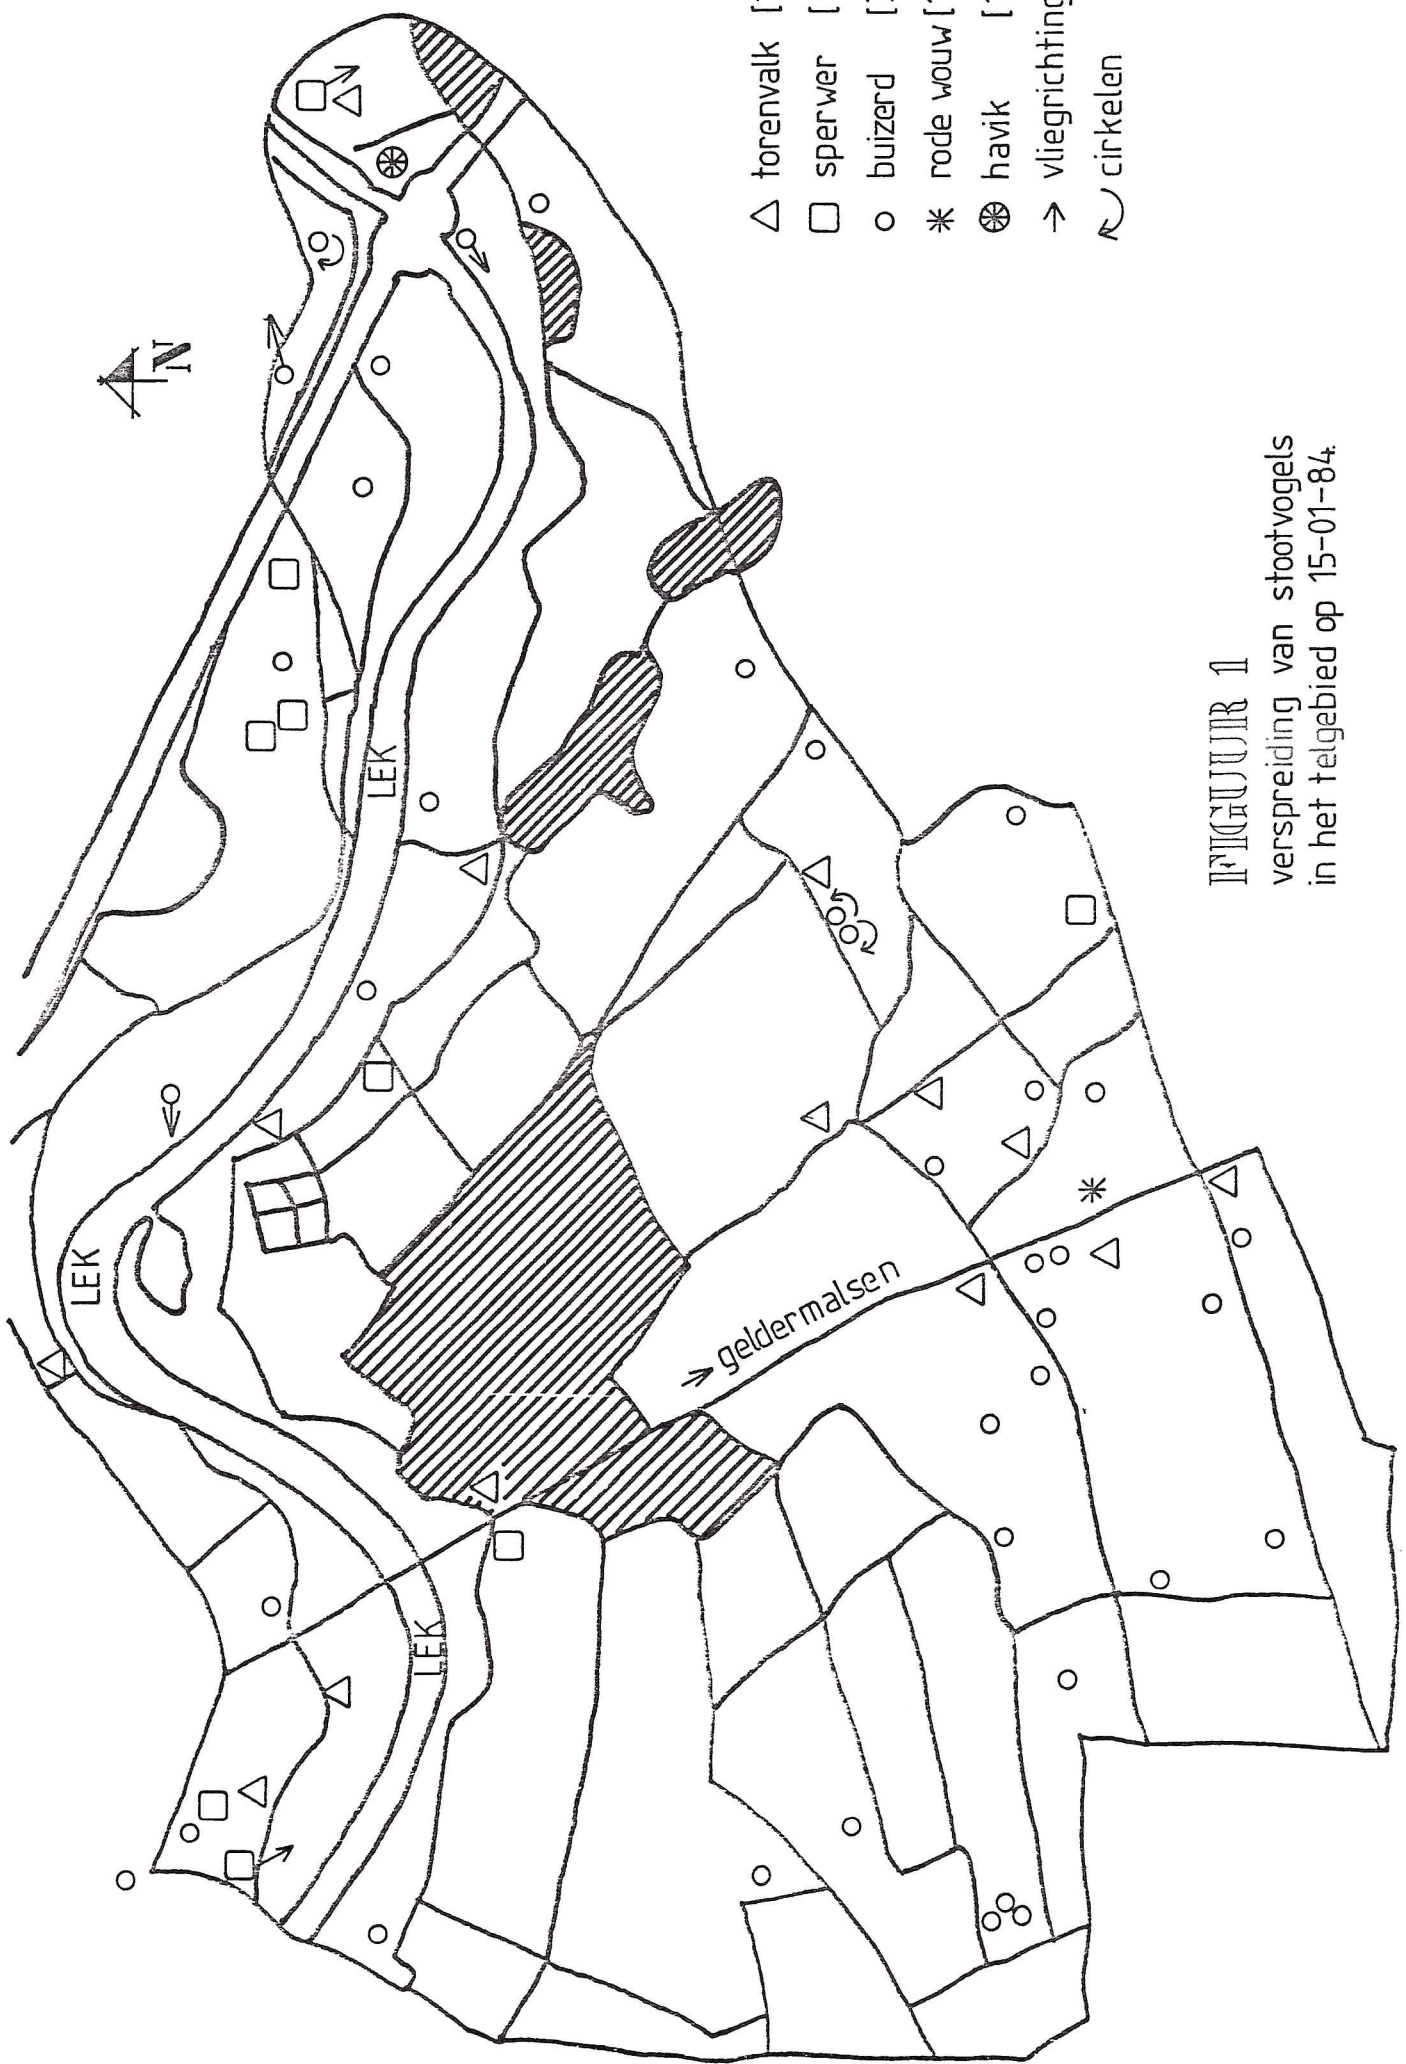 N
LEK
LEK
LEK
geldermalsen
torenvalk [
sperwer [
buizerd [
rode wouw [
havik [
vliegrichting
cirkelen
FIGUUR 1
verspreiding van stootvogels
in het telgebied op 15-01-84.